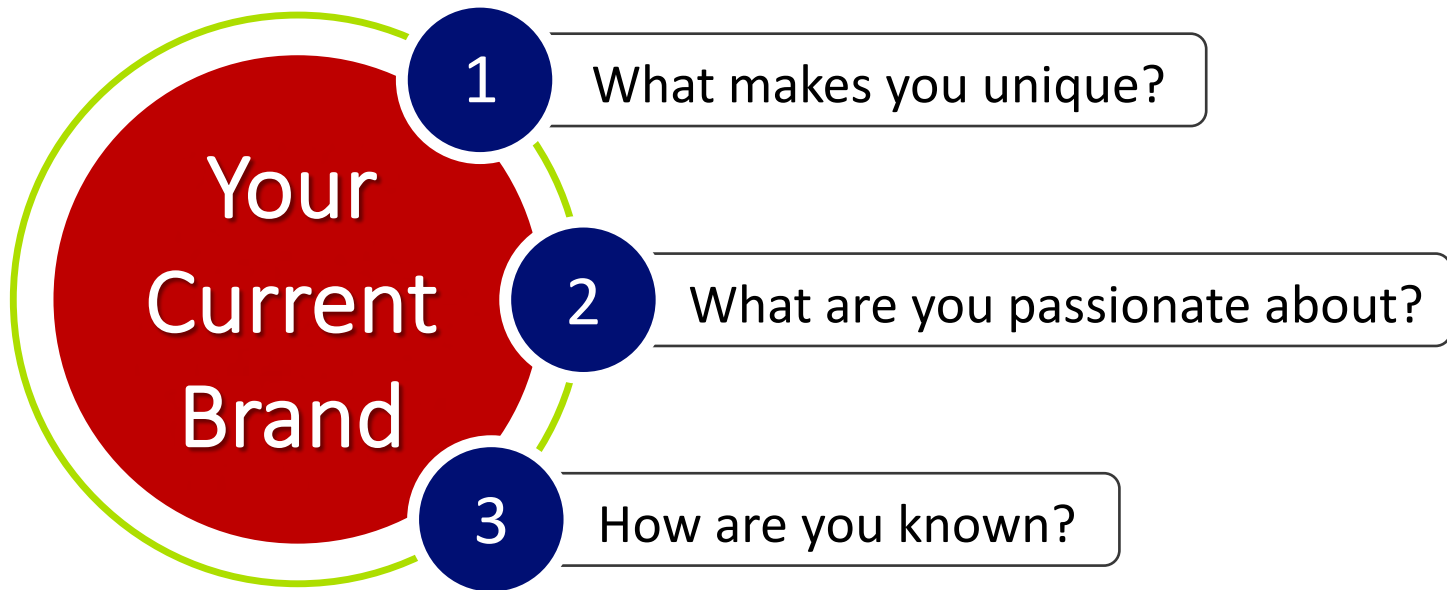 Your
Current
Brand
1
What makes you unique?
2
What are you passionate about?
3
How are you known?